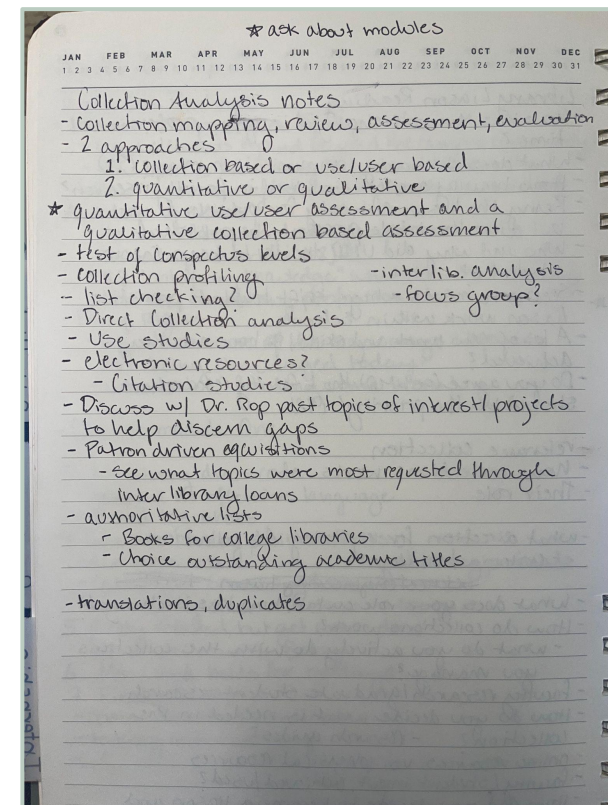 ☆ ask about modules
JAN FEB MAR APR MAY JUN JUL AUG SEP OCT NOV DEC
1 2 3 4 5 6 7 8 9 10 11 12 13 14 15 16 17 18 19 20 21 22 23 24 25 26 27 28 29 30 31
Collection Analysis notes
- collection mapping, review, assessment, evaluation
- 2 approaches
1. collection based or use/user based
2. quantitative or qualitative
☆ quantitative use/user assessment and a
qualitative collection based assessment
- test of conspectus levels
- collection profiling - interlib. analysis
- list checking? - focus group?
- Direct Collection analysis
- Use studies
- electronic resources?
- Citation studies
- Discuss w/ Dr. Rop past topics of interest/projects
to help discern gaps
- Patron driven aquisitions
- see what topics were most requested through
inter library loans
- authoritative lists
- Books for college libraries
- Choice outstanding academic titles
- translations, duplicates